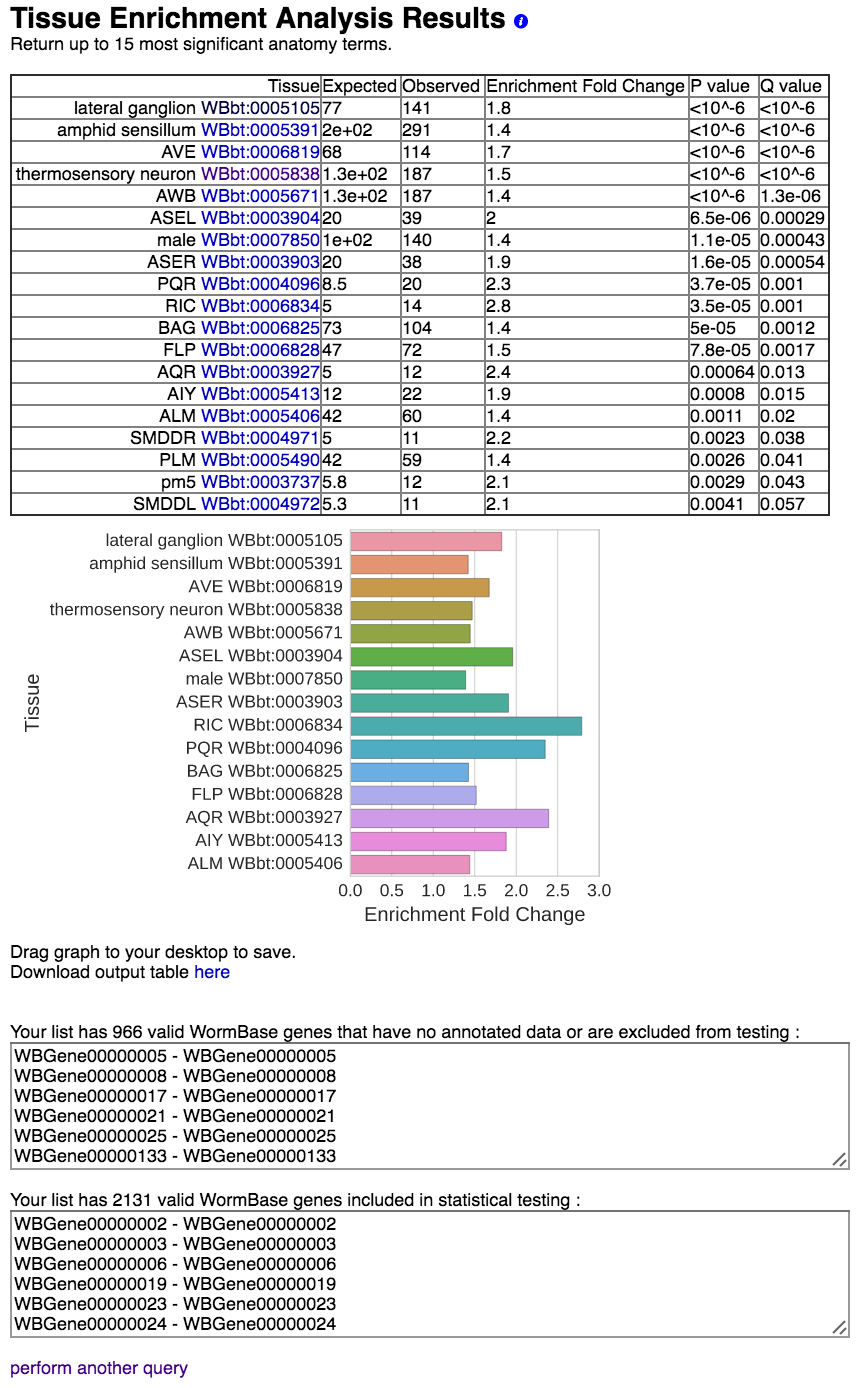 Tissue Enrichment Analysis Results i
Return up to 15 most significant anatomy terms.
Tissue Expected Observed Enrichment Fold Change P value Q value
lateral ganglion WBbt:0005105 77 141 1.8 <10^-6 <10^-6
amphid sensillum WBbt:0005391 2e+02 291 1.4 <10^-6 <10^-6
AVE WBbt:0006819 68 114 1.7 <10^-6 <10^-6
thermosensory neuron WBbt:0005838 1.3e+02 187 1.5 <10^-6 <10^-6
AWB WBbt:0005671 1.3e+02 187 1.4 <10^-6 1.3e-06
ASEL WBbt:0003904 20 39 2 6.5e-06 0.00029
male WBbt:0007850 1e+02 140 1.4 1.1e-05 0.00043
ASER WBbt:0003903 20 38 1.9 1.6e-05 0.00054
PQR WBbt:0004096 8.5 20 2.3 3.7e-05 0.001
RIC WBbt:0006834 5 14 2.8 3.5e-05 0.001
BAG WBbt:0006825 73 104 1.4 5e-05 0.0012
FLP WBbt:0006828 47 72 1.5 7.8e-05 0.0017
AQR WBbt:0003927 5 12 2.4 0.00064 0.013
AIY WBbt:0005413 12 22 1.9 0.0008 0.015
ALM WBbt:0005406 42 60 1.4 0.0011 0.02
SMDDR WBbt:0004971 5 11 2.2 0.0023 0.038
PLM WBbt:0005490 42 59 1.4 0.0026 0.041
pm5 WBbt:0003737 5.8 12 2.1 0.0029 0.043
SMDDL WBbt:0004972 5.3 11 2.1 0.0041 0.057
Tissue
lateral ganglion WBbt:0005105
amphid sensillum WBbt:0005391
AVE WBbt:0006819
thermosensory neuron WBbt:0005838
AWB WBbt:0005671
ASEL WBbt:0003904
male WBbt:0007850
ASER WBbt:0003903
RIC WBbt:0006834
PQR WBbt:0004096
BAG WBbt:0006825
FLP WBbt:0006828
AQR WBbt:0003927
AIY WBbt:0005413
ALM WBbt:0005406
0.0 0.5 1.0 1.5 2.0 2.5 3.0
Enrichment Fold Change
Drag graph to your desktop to save.
Download output table here
Your list has 966 valid WormBase genes that have no annotated data or are excluded from testing :
WBGene00000005 - WBGene00000005
WBGene00000008 - WBGene00000008
WBGene00000017 - WBGene00000017
WBGene00000021 - WBGene00000021
WBGene00000025 - WBGene00000025
WBGene00000133 - WBGene00000133
Your list has 2131 valid WormBase genes included in statistical testing :
WBGene00000002 - WBGene00000002
WBGene00000003 - WBGene00000003
WBGene00000006 - WBGene00000006
WBGene00000019 - WBGene00000019
WBGene00000023 - WBGene00000023
WBGene00000024 - WBGene00000024
perform another query